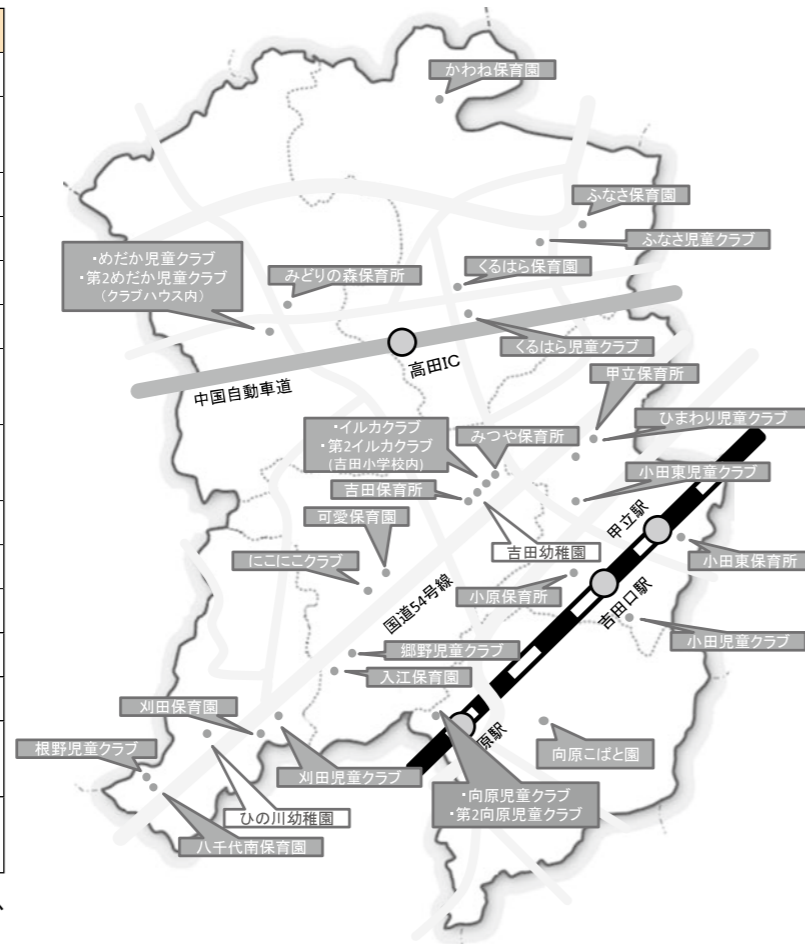 かわね保育園
ふなさ保育園
ふなさ児童クラブ
・めだか児童クラブ
・第2めだか児童クラブ
(クラブハウス内)
みどりの森保育所
くるはら保育園
くるはら児童クラブ
高田IC
中国自動車道
甲立保育所
ひまわり児童クラブ
・イルカクラブ
・第2イルカクラブ
(吉田小学校内)
みつや保育所
吉田保育所
小田東児童クラブ
可愛保育園
吉田幼稚園
甲立駅
小田東保育所
にこにこクラブ
小原保育所
国道54号線
吉田口駅
小田児童クラブ
郷野児童クラブ
入江保育園
刈田保育園
原駅
向原こばと園
根野児童クラブ
刈田児童クラブ
・向原児童クラブ
・第2向原児童クラブ
ひの川幼稚園
八千代南保育園